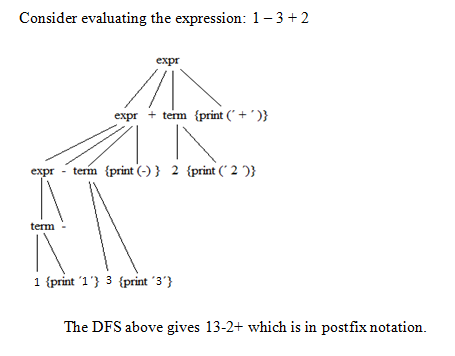 Consider evaluating the expression: 1 – 3 + 2
expr
expr + term {print (´ + ´)}
expr - term {print (-) } 2 {print (´ 2 ´)}
term -
1 {print ´1´} 3 {print ´3´}
The DFS above gives 13-2+ which is in postfix notation.